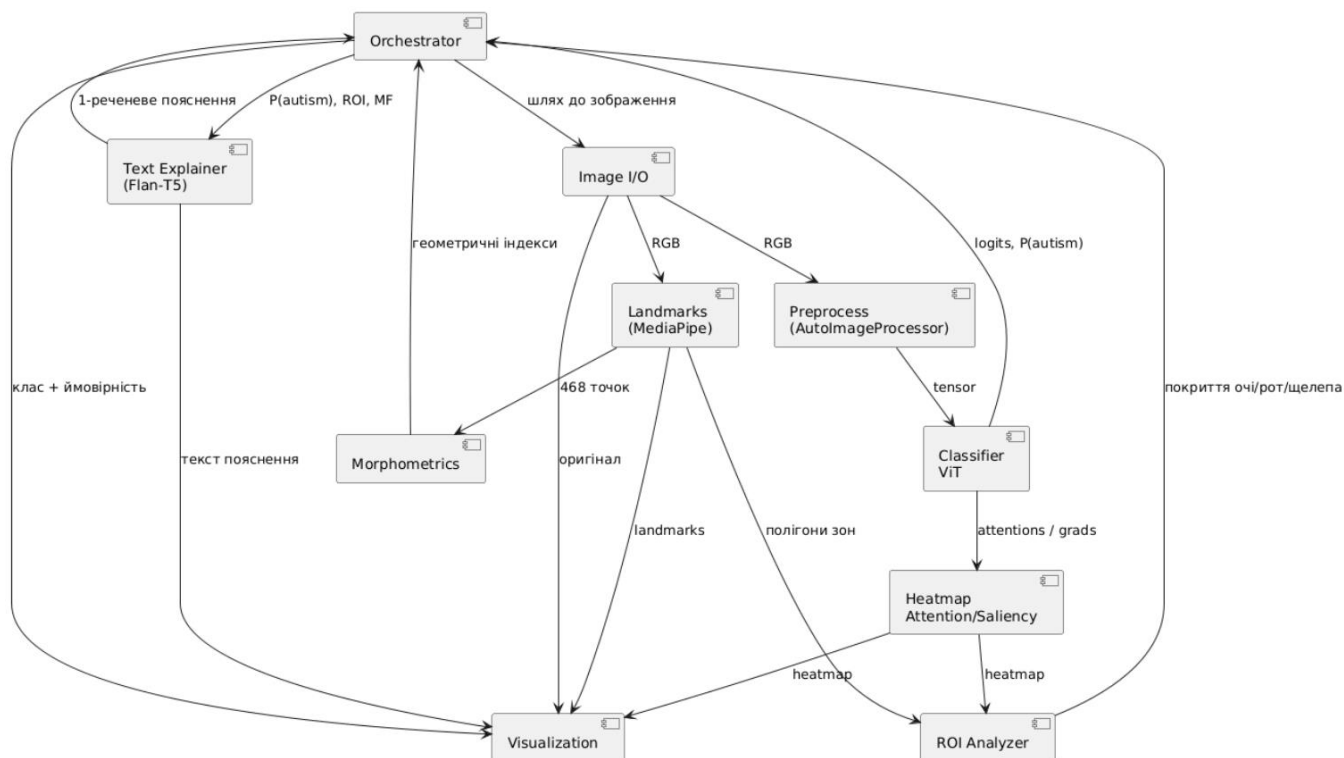 Orchestrator
1-реченеве пояснення
P(autism), ROI, MF
шлях до зображення
Text Explainer
(Flan-T5)
Image I/O
геометричні індекси
RGB
RGB
logits, P(autism)
Landmarks
(MediaPipe)
Preprocess
(AutoImageProcessor)
клас + ймовірність
468 точок
tensor
покриття очі/рот/щелепа
Morphometrics
Classifier
ViT
текст пояснення
оригінал
landmarks
полігони зон
attentions / grads
Heatmap
Attention/Saliency
heatmap
heatmap
Visualization
ROI Analyzer